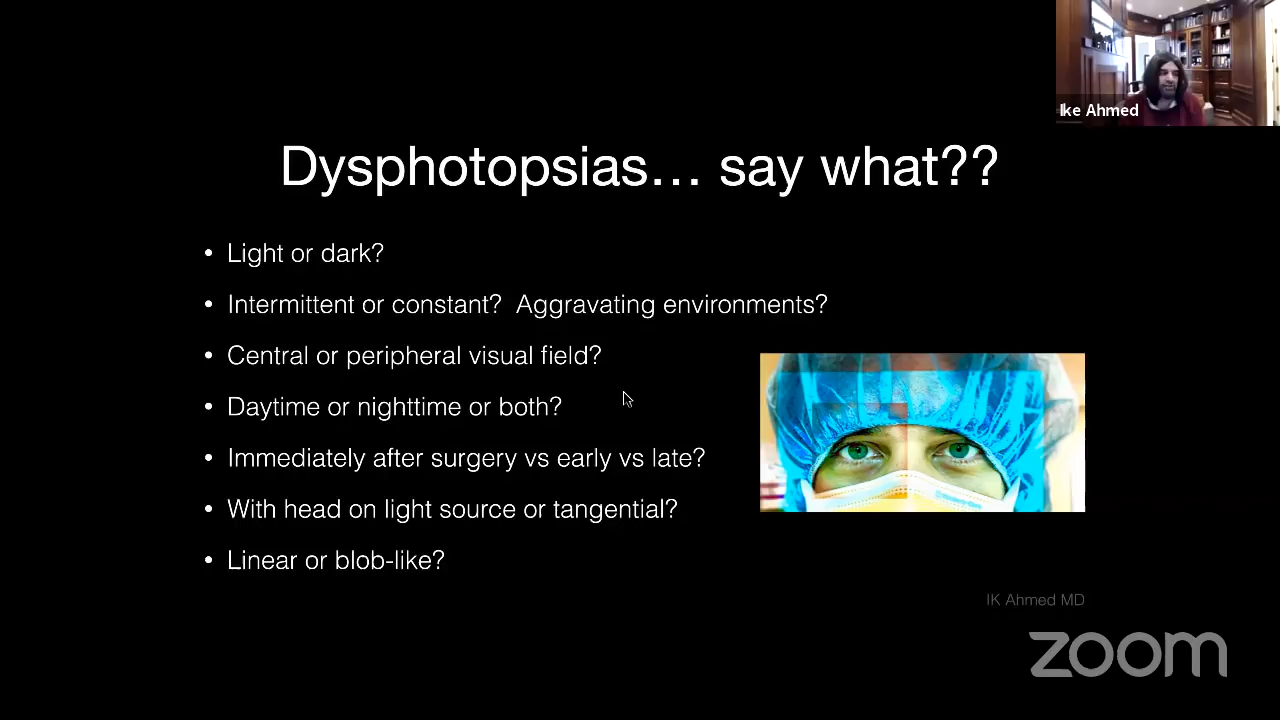 Ike Ahmed
Dysphotopsias… say what??
• Light or dark?
• Intermittent or constant?  Aggravating environments?
• Central or peripheral visual field?
• Daytime or nighttime or both?
• Immediately after surgery vs early vs late?
• With head on light source or tangential?
• Linear or blob-like?
IK Ahmed MD
zoom